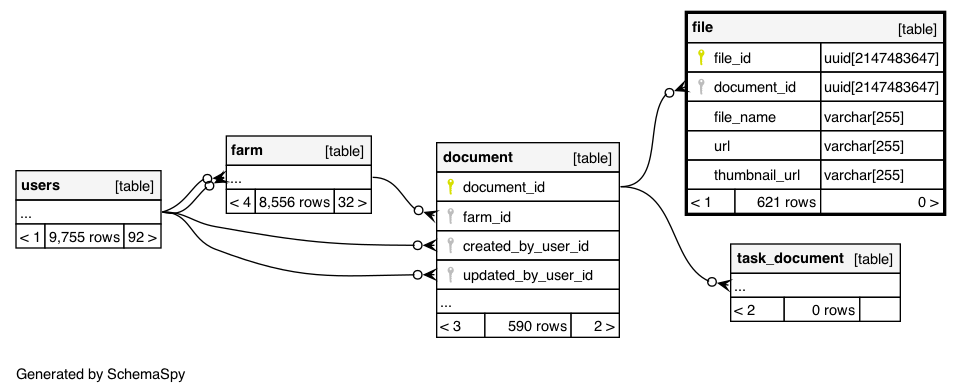 file [table]
file_id uuid[2147483647]
document_id uuid[2147483647]
file_name varchar[255]
url varchar[255]
thumbnail_url varchar[255]
< 1 621 rows 0 >
farm [table]
...
< 4 8,556 rows 32 >
users [table]
...
< 1 9,755 rows 92 >
document [table]
document_id
farm_id
created_by_user_id
updated_by_user_id
...
< 3 590 rows 2 >
task_document [table]
...
< 2 0 rows
Generated by SchemaSpy